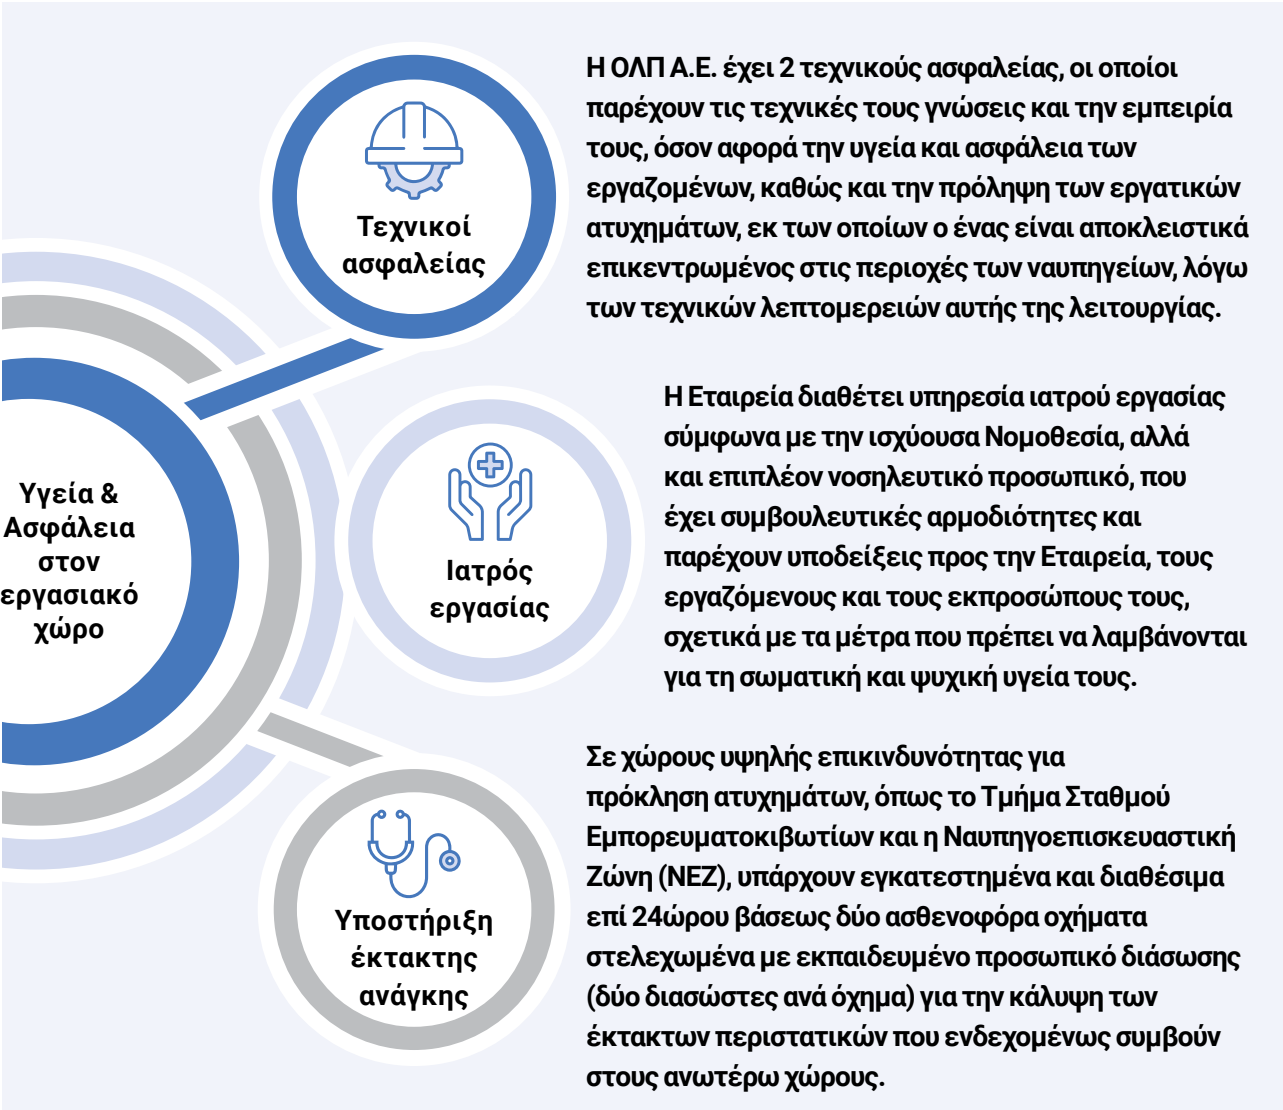 Υγεία &
Ασφάλεια
στον
εργασιακό
χώρο
Τεχνικοί
ασφαλείας
Η ΟΛΠ Α.Ε. έχει 2 τεχνικούς ασφαλείας, οι οποίοι
παρέχουν τις τεχνικές τους γνώσεις και την εμπειρία
τους, όσον αφορά την υγεία και ασφάλεια των
εργαζομένων, καθώς και την πρόληψη των εργατικών
ατυχημάτων, εκ των οποίων ο ένας είναι αποκλειστικά
επικεντρωμένος στις περιοχές των ναυπηγείων, λόγω
των τεχνικών λεπτομερειών αυτής της λειτουργίας.
Ιατρός
εργασίας
Η Εταιρεία διαθέτει υπηρεσία ιατρού εργασίας
σύμφωνα με την ισχύουσα Νομοθεσία, αλλά
και επιπλέον νοσηλευτικό προσωπικό, που
έχει συμβουλευτικές αρμοδιότητες και
παρέχουν υποδείξεις προς την Εταιρεία, τους
εργαζόμενους και τους εκπροσώπους τους,
σχετικά με τα μέτρα που πρέπει να λαμβάνονται
για τη σωματική και ψυχική υγεία τους.
Υποστήριξη
έκτακτης
ανάγκης
Σε χώρους υψηλής επικινδυνότητας για
πρόκληση ατυχημάτων, όπως το Τμήμα Σταθμού
Εμπορευματοκιβωτίων και η Ναυπηγοεπισκευαστική
Ζώνη (ΝΕΖ), υπάρχουν εγκατεστημένα και διαθέσιμα
επί 24ώρου βάσεως δύο ασθενοφόρα οχήματα
στελεχωμένα με εκπαιδευμένο προσωπικό διάσωσης
(δύο διασώστες ανά όχημα) για την κάλυψη των
έκτακτων περιστατικών που ενδεχομένως συμβούν
στους ανωτέρω χώρους.